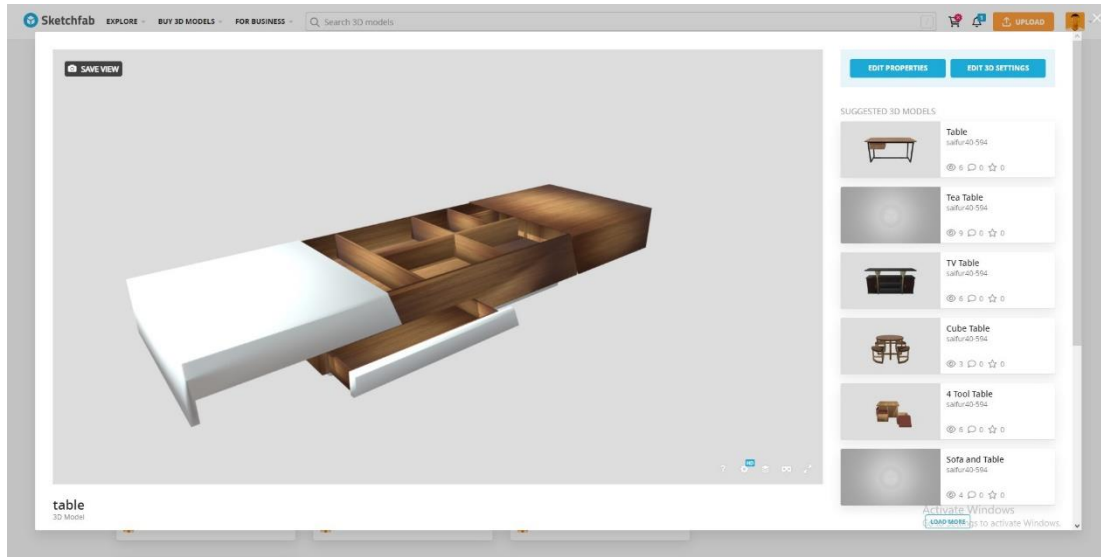 Sketchfab EXPLORE BUY 3D MODELS FOR BUSINESS Search 3D models UPLOAD
SAVE VIEW
EDIT PROPERTIES EDIT 3D SETTINGS
SUGGESTED 3D MODELS
Table
saifur40-594
6 0 0
Tea Table
saifur40-594
9 0 0
TV Table
saifur40-594
6 0 0
Cube Table
saifur40-594
3 0 0
4 Tool Table
saifur40-594
6 0 0
Sofa and Table
saifur40-594
4 0 0
? HD
table
3D Model
Activate Windows
LOAD MORE to activate Windows.